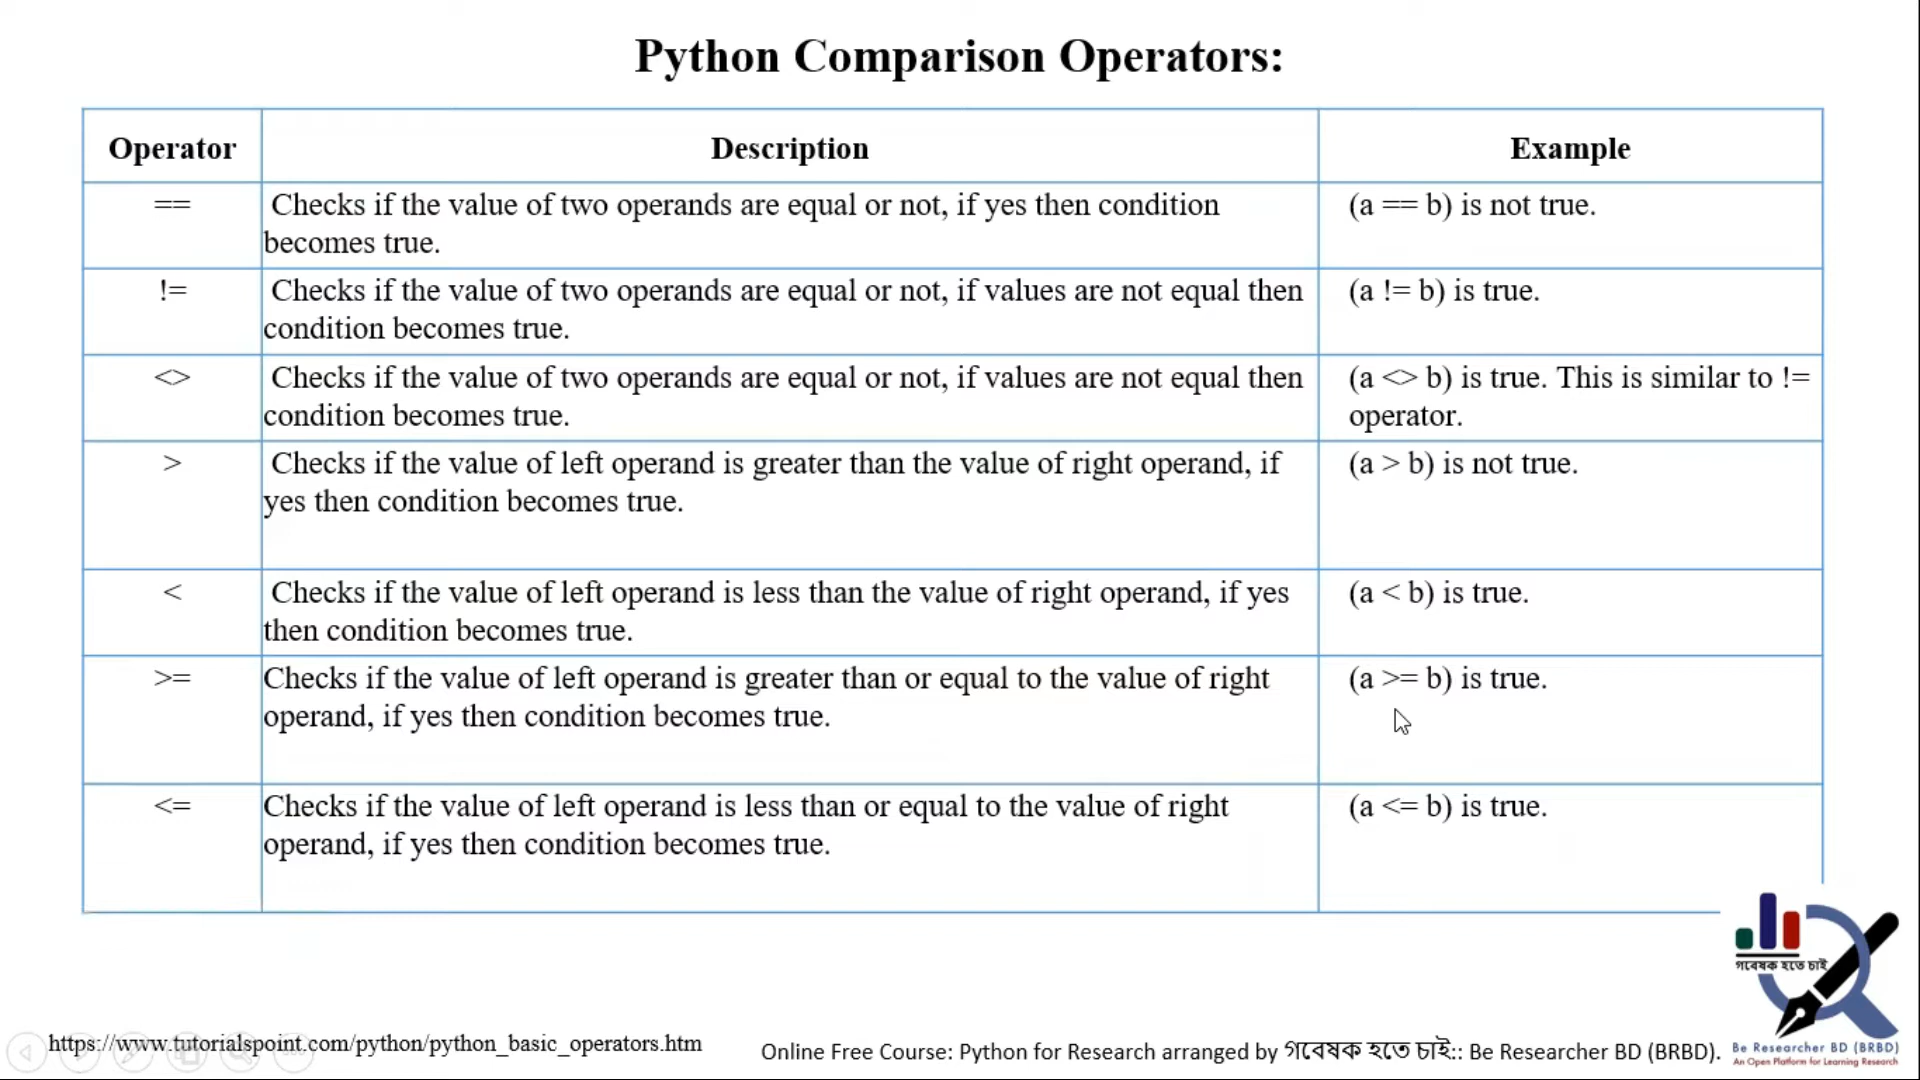 Python Comparison Operators:
Operator Description Example
== Checks if the value of two operands are equal or not, if yes then condition (a == b) is not true.
becomes true.
!= Checks if the value of two operands are equal or not, if values are not equal then (a != b) is true.
condition becomes true.
<> Checks if the value of two operands are equal or not, if values are not equal then (a <> b) is true. This is similar to !=
condition becomes true. operator.
> Checks if the value of left operand is greater than the value of right operand, if (a > b) is not true.
yes then condition becomes true.
< Checks if the value of left operand is less than the value of right operand, if yes (a < b) is true.
then condition becomes true.
>= Checks if the value of left operand is greater than or equal to the value of right (a >= b) is true.
operand, if yes then condition becomes true.
<= Checks if the value of left operand is less than or equal to the value of right (a <= b) is true.
operand, if yes then condition becomes true.
গবেষক হতে চাই
https://www.tutorialspoint.com/python/python_basic_operators.htm
Online Free Course: Python for Research arranged by গবেষক হতে চাই:: Be Researcher BD (BRBD).
Be Researcher BD (BRBD)
An Open Platform for Learning Research